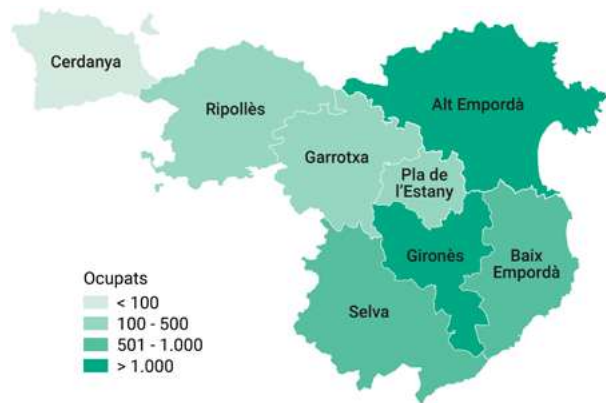 Cerdanya
Ripollès
Alt Empordà
Garrotxa
Pla de
l'Estany
Gironès
Baix
Empordà
Selva
Ocupats
< 100
100 - 500
501 - 1.000
> 1.000